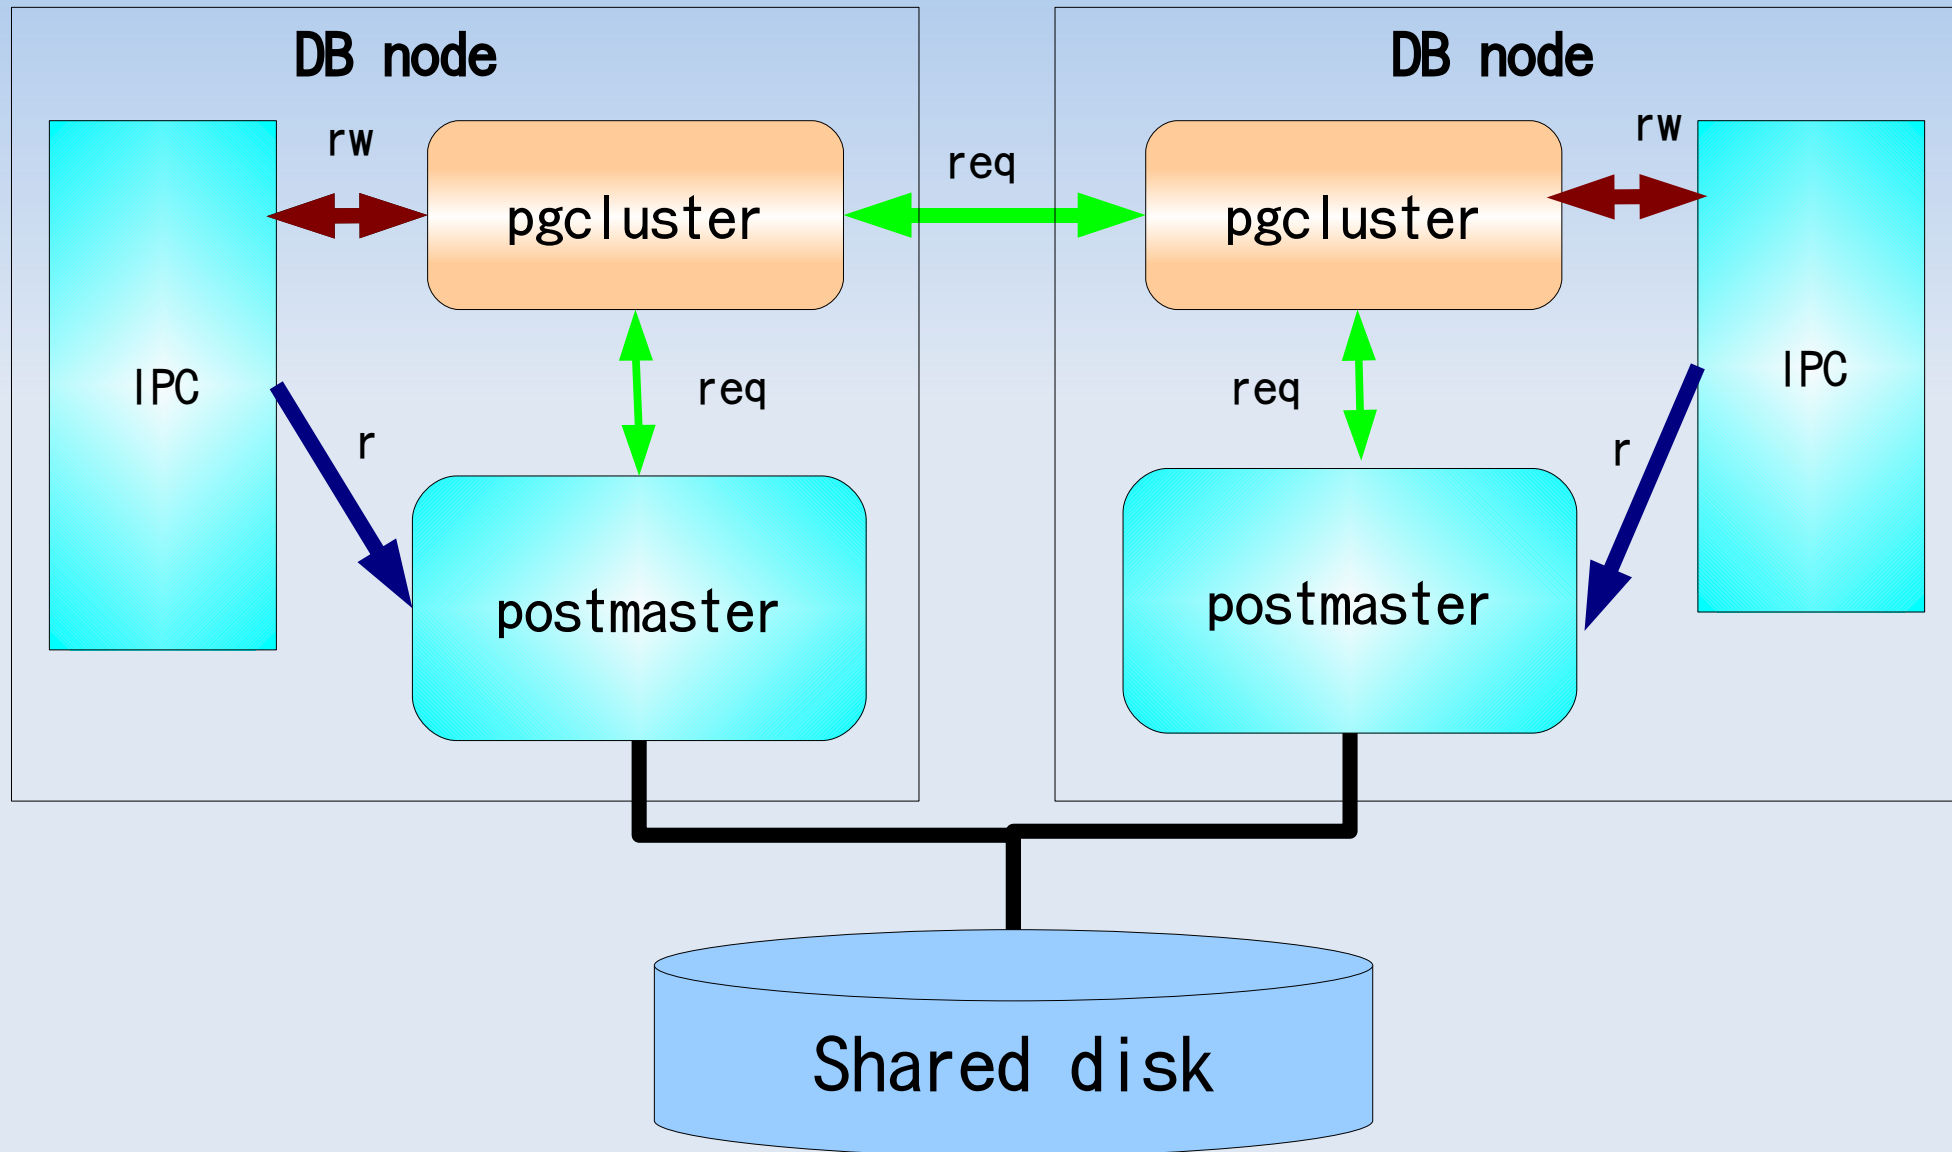 DB node
DB node
rw
rw
req
pgcluster
pgcluster
IPC
req
req
IPC
r
r
postmaster
postmaster
Shared disk